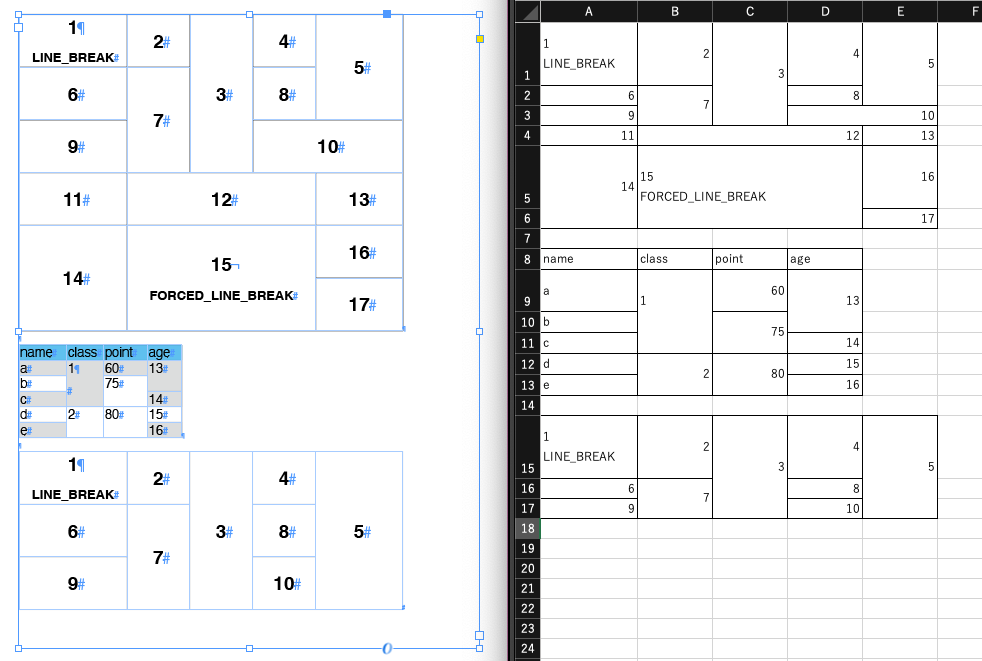 1¶ 2# 3# 4# 5#
LINE_BREAK#
6# 7# 8#
9# 10#
11# 12# 13#
14# 15¬ 16#
FORCED_LINE_BREAK#
17#
name# class# point# age#
a# 1¶ 60# 13#
b# # 75#
c# 14#
d# 2# 80# 15#
e# 16#
1¶ 2# 3# 4# 5#
LINE_BREAK#
6# 7# 8#
9# 10#
A B C D E F
1 1 2 3 4 5
LINE_BREAK
2 6 7 8
3 9 10
4 11 12 13
5 14 15 16
FORCED_LINE_BREAK
6 17
7
8 name class point age
9 a 1 60 13
10 b 75
11 c 14
12 d 2 80 15
13 e 16
14
15 1 2 3 4 5
LINE_BREAK
16 6 7 8
17 9 10
18
19
20
21
22
23
24